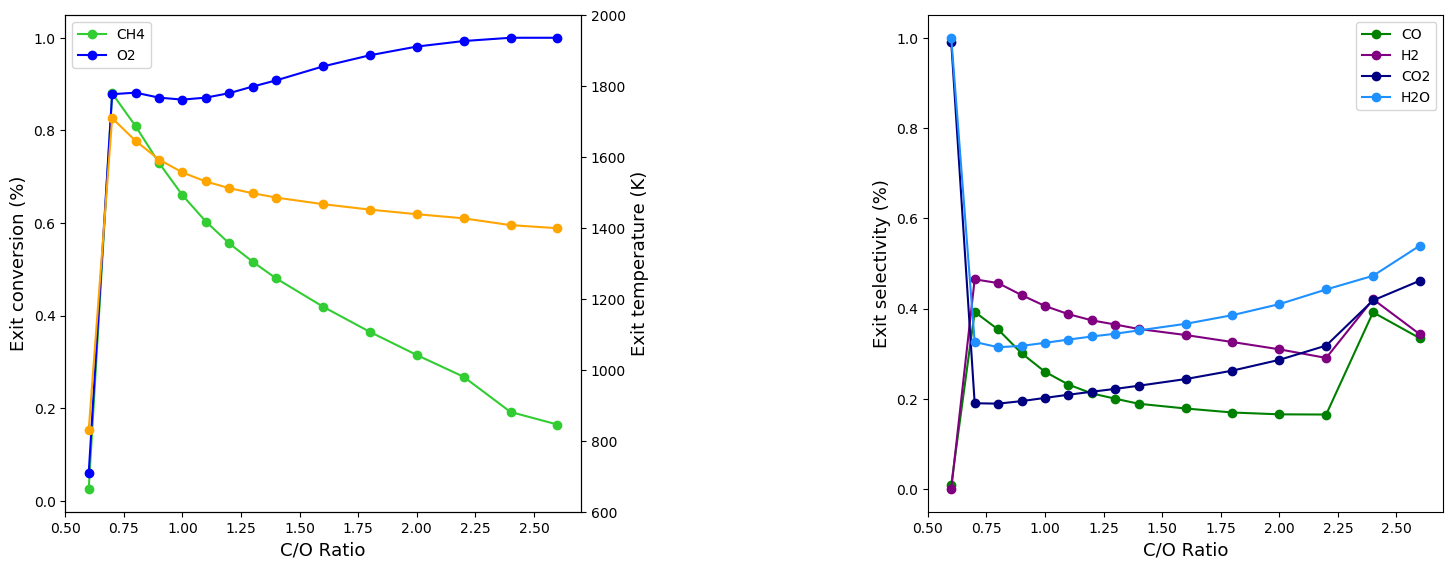 CH4
O2
1.0
0.8
0.6
0.4
0.2
0.0
Exit conversion (%)
2000
1800
1600
1400
1200
1000
800
600
Exit temperature (K)
0.50 0.75 1.00 1.25 1.50 1.75 2.00 2.25 2.50
C/O Ratio
CO
H2
CO2
H2O
1.0
0.8
0.6
0.4
0.2
0.0
Exit selectivity (%)
0.50 0.75 1.00 1.25 1.50 1.75 2.00 2.25 2.50
C/O Ratio